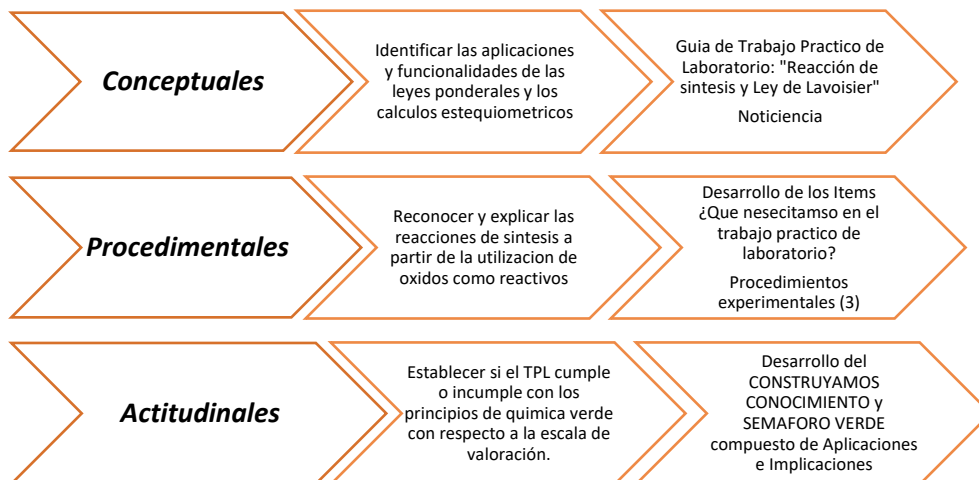 Conceptuales
Identificar las aplicaciones
y funcionalidades de las
leyes ponderales y los
calculos estequiometricos
Guia de Trabajo Practico de
Laboratorio: "Reacción de
sintesis y Ley de Lavoisier"
Noticiencia
Procedimentales
Reconocer y explicar las
reacciones de sintesis a
partir de la utilizacion de
oxidos como reactivos
Desarrollo de los Items
¿Que nesecitamso en el
trabajo practico de
laboratorio?
Procedimientos
experimentales (3)
Actitudinales
Establecer si el TPL cumple
o incumple con los
principios de quimica verde
con respecto a la escala de
valoración.
Desarrollo del
CONSTRUYAMOS
CONOCIMIENTO y
SEMAFORO VERDE
compuesto de Aplicaciones
e Implicaciones